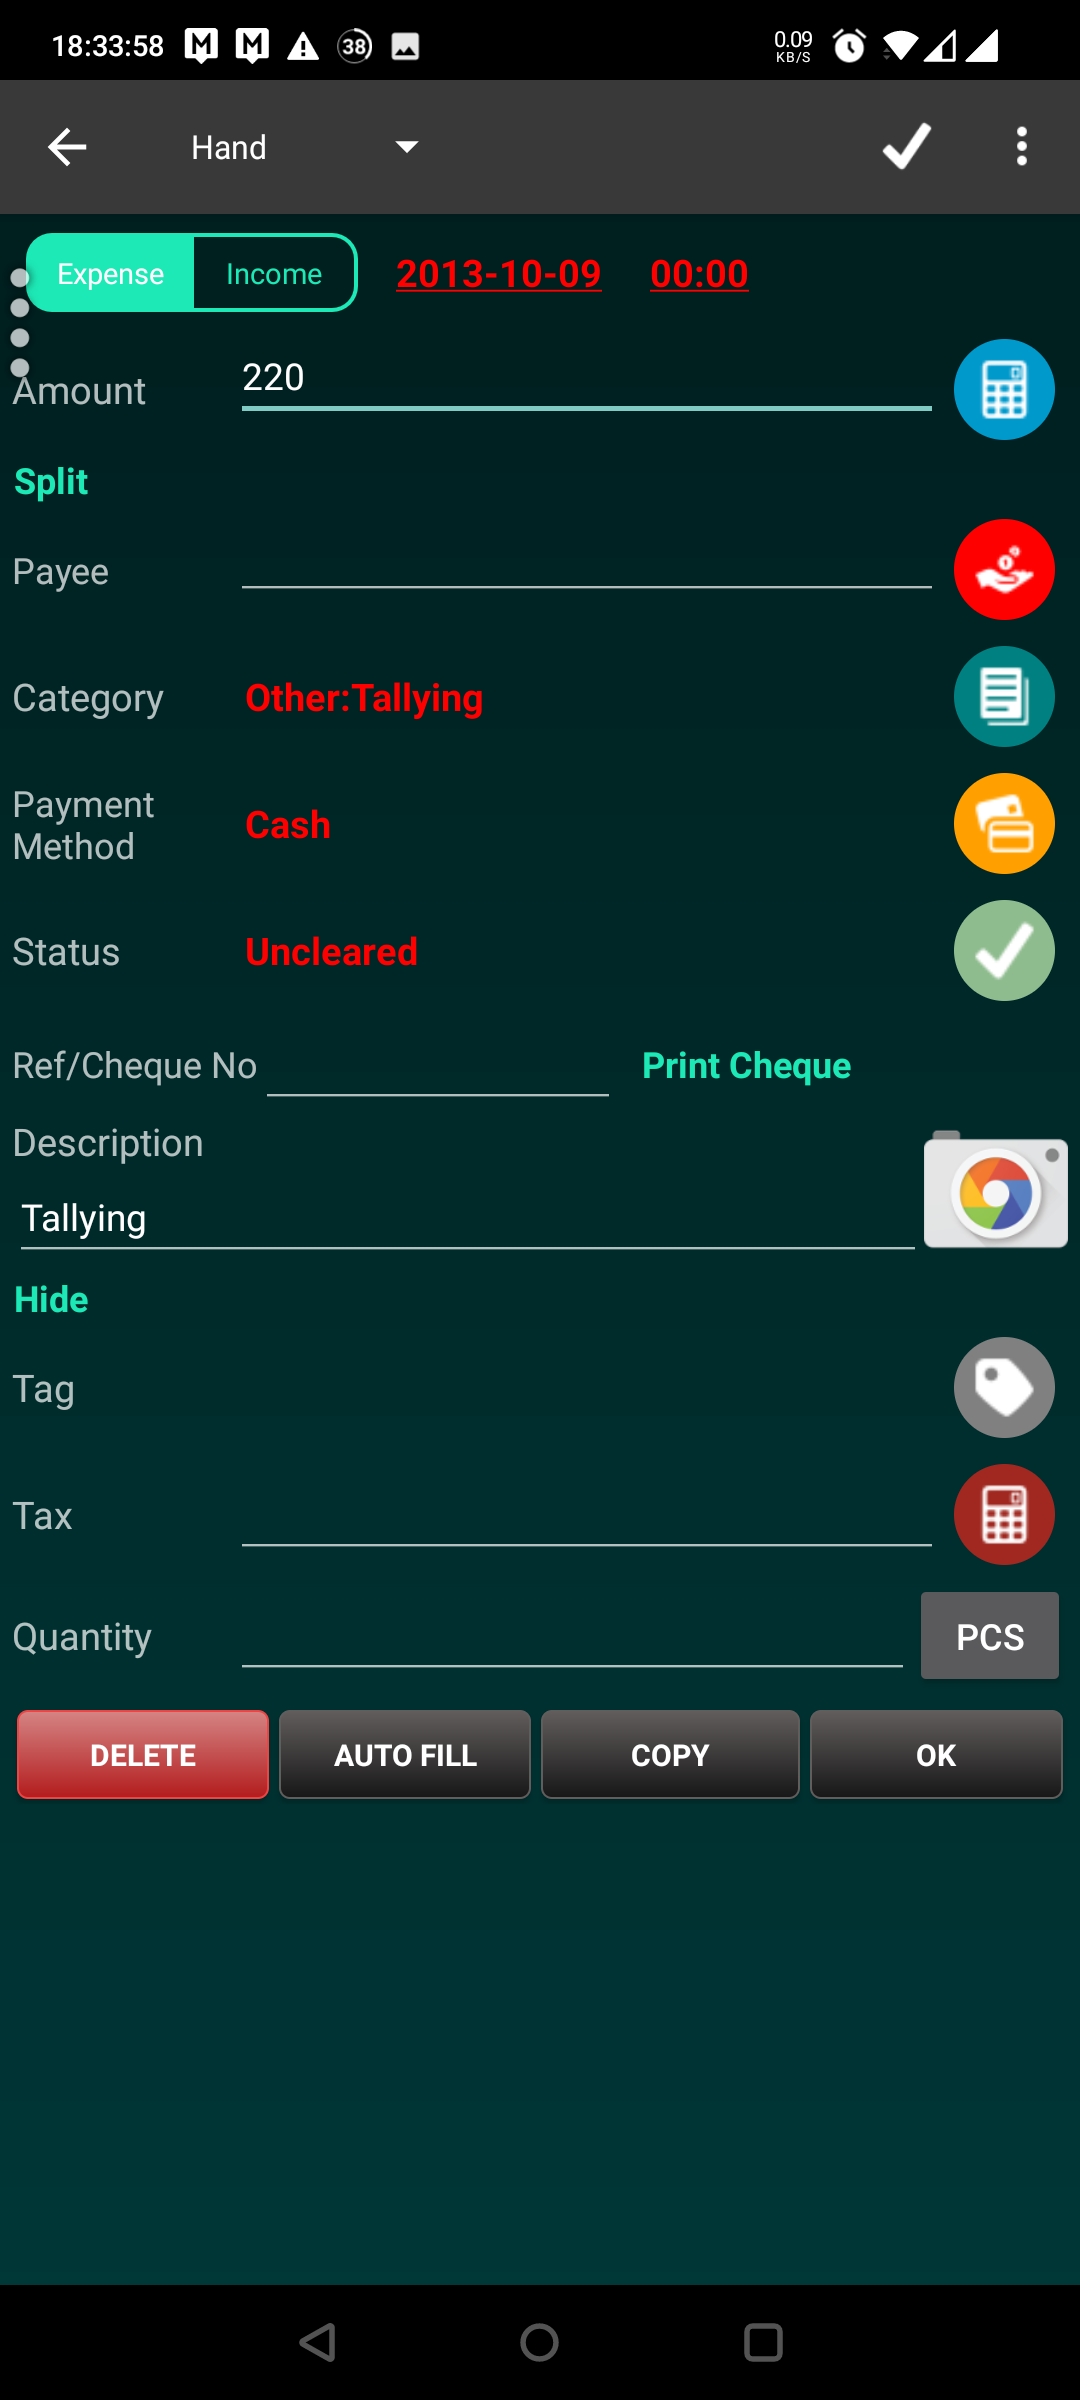 18:33:58 38 0.09 KB/S
Hand
Expense Income 2013-10-09 00:00
Amount 220
Split
Payee
Category Other:Tallying
Payment Method Cash
Status Uncleared
Ref/Cheque No Print Cheque
Description
Tallying
Hide
Tag
Tax
Quantity PCS
DELETE AUTO FILL COPY OK